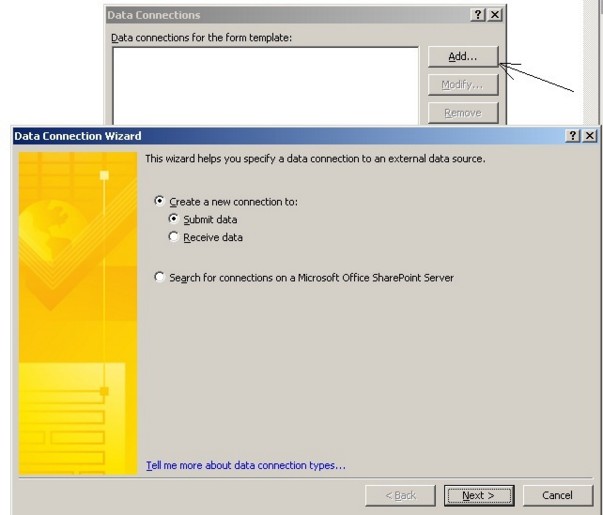 Data Connections
Data connections for the form template:
Add...
Modify...
Remove
Data Connection Wizard
This wizard helps you specify a data connection to an external data source.
Create a new connection to:
Submit data
Receive data
Search for connections on a Microsoft Office SharePoint Server
Tell me more about data connection types...
< Back
Next >
Cancel